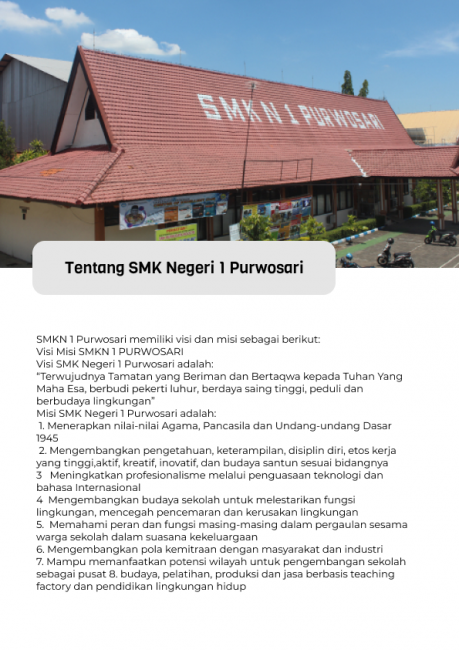 SMK N 1 PURWOSARI
Tentang SMK Negeri 1 Purwosari
SMKN 1 Purwosari memiliki visi dan misi sebagai berikut:
Visi Misi SMKN 1 PURWOSARI
Visi SMK Negeri 1 Purwosari adalah:
“Terwujudnya Tamatan yang Beriman dan Bertaqwa kepada Tuhan Yang
Maha Esa, berbudi pekerti luhur, berdaya saing tinggi, peduli dan
berbudaya lingkungan”
Misi SMK Negeri 1 Purwosari adalah:
1. Menerapkan nilai-nilai Agama, Pancasila dan Undang-undang Dasar
1945
2. Mengembangkan pengetahuan, keterampilan, disiplin diri, etos kerja
yang tinggi,aktif, kreatif, inovatif, dan budaya santun sesuai bidangnya
3 Meningkatkan profesionalisme melalui penguasaan teknologi dan
bahasa Internasional
4 Mengembangkan budaya sekolah untuk melestarikan fungsi
lingkungan, mencegah pencemaran dan kerusakan lingkungan
5. Memahami peran dan fungsi masing-masing dalam pergaulan sesama
warga sekolah dalam suasana kekeluargaan
6. Mengembangkan pola kemitraan dengan masyarakat dan industri
7. Mampu memanfaatkan potensi wilayah untuk pengembangan sekolah
sebagai pusat 8. budaya, pelatihan, produksi dan jasa berbasis teaching
factory dan pendidikan lingkungan hidup